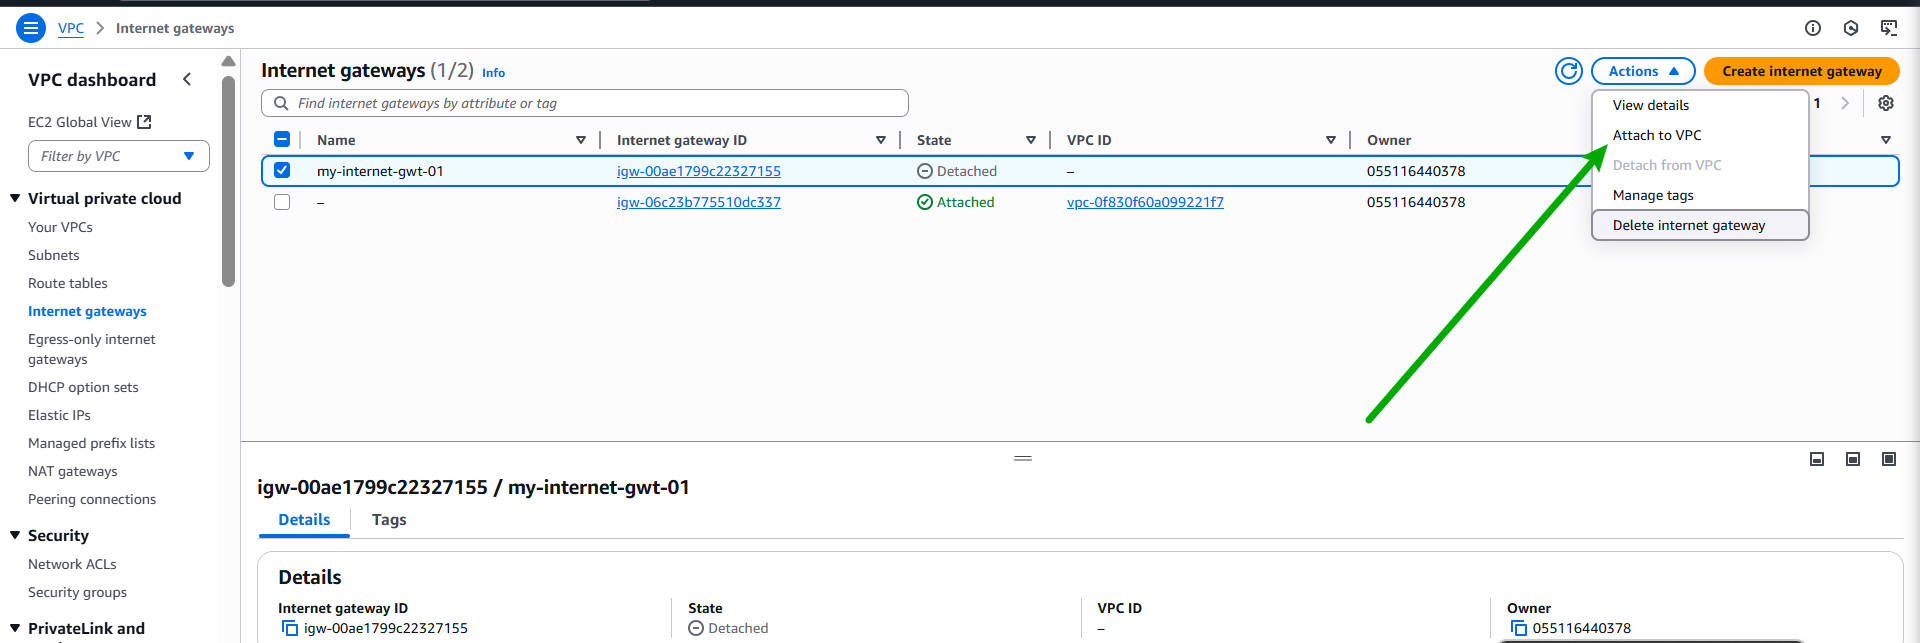 VPC > Internet gateways
VPC dashboard
EC2 Global View
Filter by VPC
Virtual private cloud
Your VPCs
Subnets
Route tables
Internet gateways
Egress-only internet
gateways
DHCP option sets
Elastic IPs
Managed prefix lists
NAT gateways
Peering connections
Security
Network ACLs
Security groups
PrivateLink and
Internet gateways (1/2) Info
Actions
Create internet gateway
Find internet gateways by attribute or tag
1
View details
Attach to VPC
Detach from VPC
Manage tags
Delete internet gateway
Name Internet gateway ID State VPC ID Owner
my-internet-gwt-01 igw-00ae1799c22327155 Detached – 055116440378
– igw-06c23b775510dc337 Attached vpc-0f830f60a099221f7 055116440378
igw-00ae1799c22327155 / my-internet-gwt-01
Details Tags
Details
Internet gateway ID State VPC ID Owner
igw-00ae1799c22327155 Detached – 055116440378